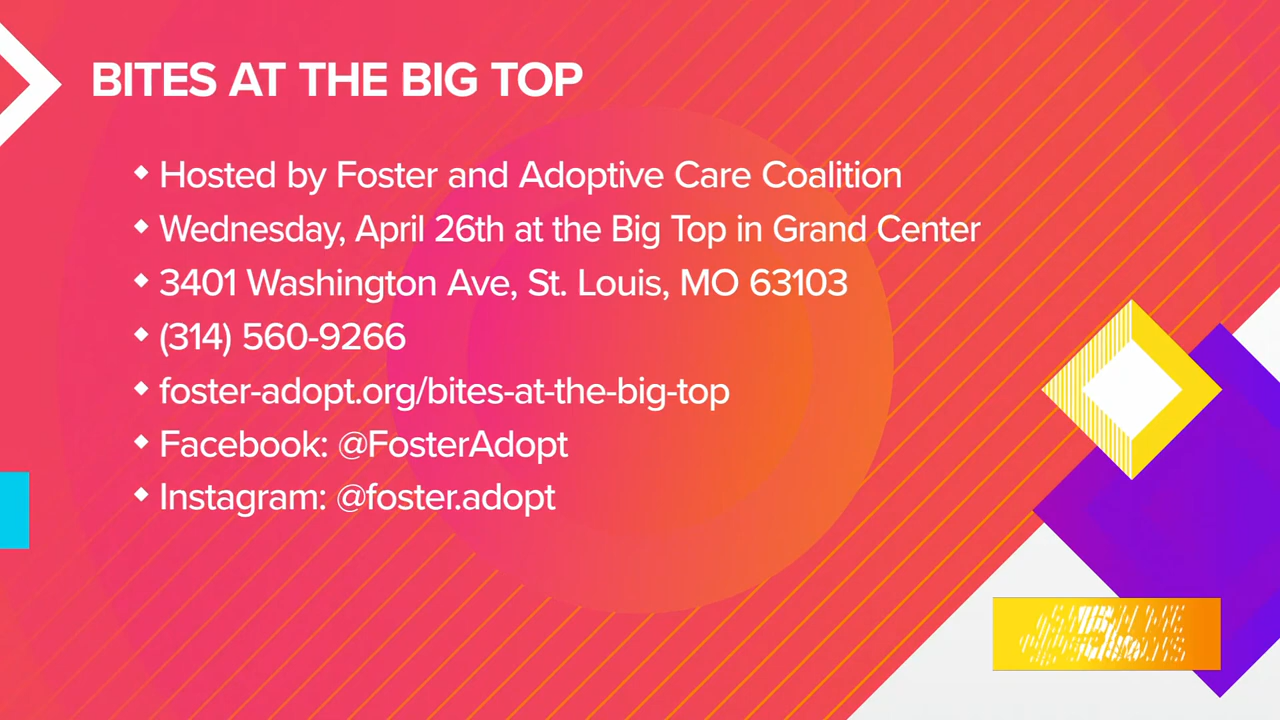 BITES AT THE BIG TOP
Hosted by Foster and Adoptive Care Coalition
Wednesday, April 26th at the Big Top in Grand Center
3401 Washington Ave, St. Louis, MO 63103
(314) 560-9266
foster-adopt.org/bites-at-the-big-top
Facebook: @FosterAdopt
Instagram: @foster.adopt